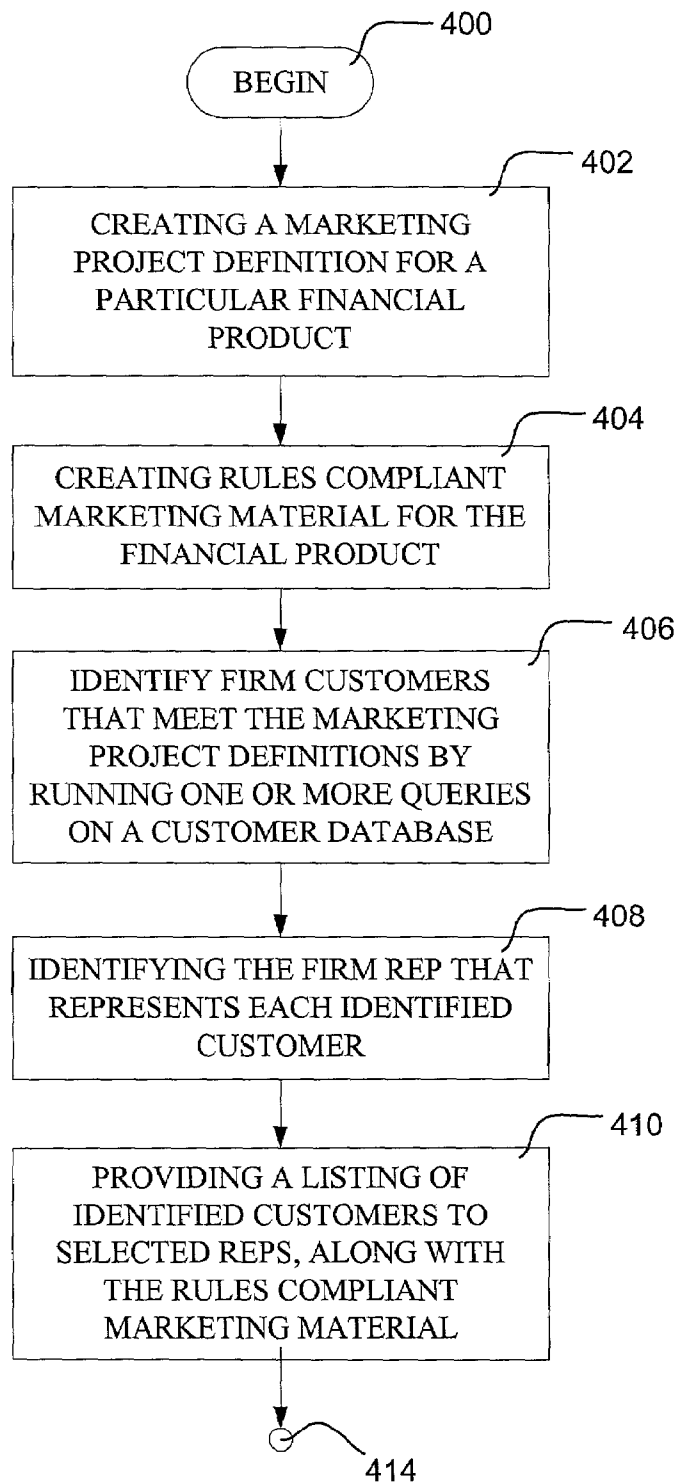 400
BEGIN
402
CREATING A MARKETING
PROJECT DEFINITION FOR A
PARTICULAR FINANCIAL
PRODUCT
404
CREATING RULES COMPLIANT
MARKETING MATERIAL FOR THE
FINANCIAL PRODUCT
406
IDENTIFY FIRM CUSTOMERS
THAT MEET THE MARKETING
PROJECT DEFINITIONS BY
RUNNING ONE OR MORE QUERIES
ON A CUSTOMER DATABASE
408
IDENTIFYING THE FIRM REP THAT
REPRESENTS EACH IDENTIFIED
CUSTOMER
410
PROVIDING A LISTING OF
IDENTIFIED CUSTOMERS TO
SELECTED REPS, ALONG WITH
THE RULES COMPLIANT
MARKETING MATERIAL
414